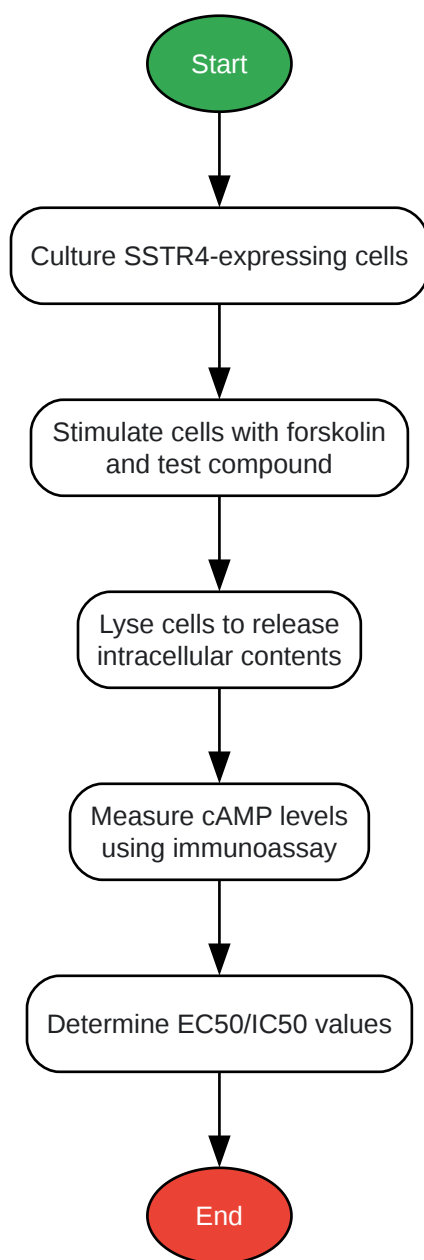 Start
Culture SSTR4-expressing cells
Stimulate cells with forskolin
and test compound
Lyse cells to release
intracellular contents
Measure cAMP levels
using immunoassay
Determine EC50/IC50 values
End